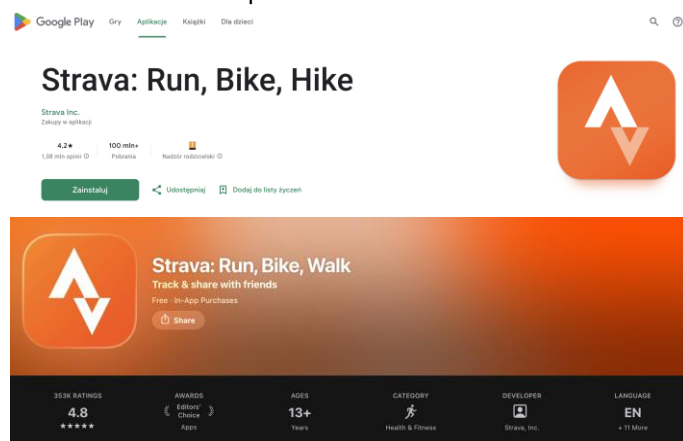 Google Play Gry Aplikacje Książki Dla dzieci
Strava: Run, Bike, Hike
Strava Inc.
Zakupy w aplikacji
4,2★ 100 mln+
1,08 mln opinii Pobrania Nadzór rodzicielski
Zainstaluj Udostępnij Dodaj do listy życzeń
Strava: Run, Bike, Walk
Track & share with friends
Free · In-App Purchases
Share
353K RATINGS AWARDS AGES CATEGORY DEVELOPER LANGUAGE
4.8 Editors' Choice 13+ EN
★★★★★ Apps Years Health & Fitness Strava, Inc. + 11 More